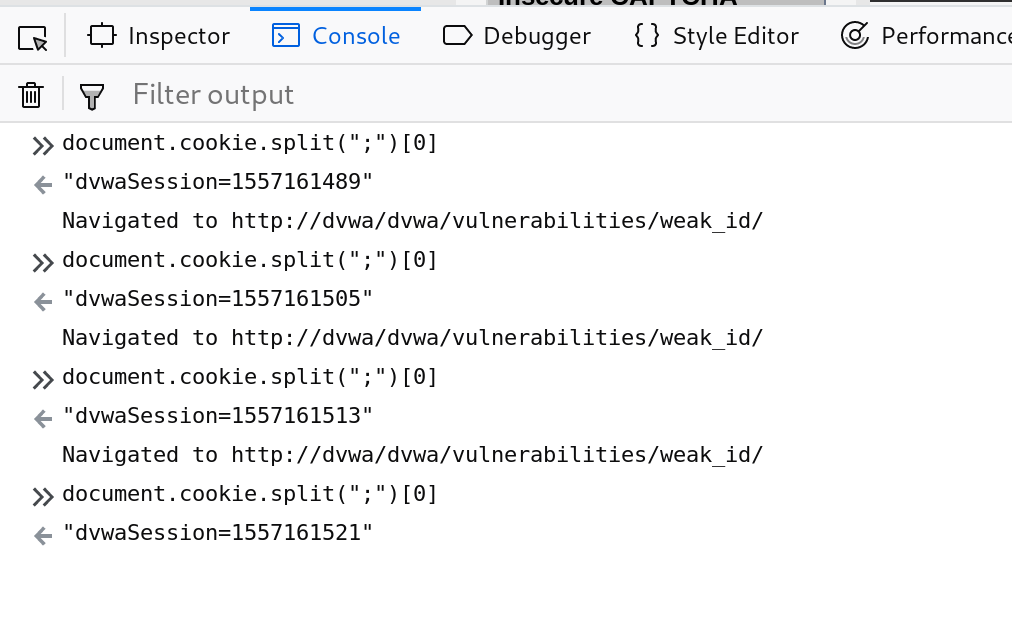 Insecure CAPTCHA
Inspector Console Debugger {} Style Editor Performance
Filter output
document.cookie.split(";")[0]
"dvwaSession=1557161489"
Navigated to http://dvwa/dvwa/vulnerabilities/weak_id/
document.cookie.split(";")[0]
"dvwaSession=1557161505"
Navigated to http://dvwa/dvwa/vulnerabilities/weak_id/
document.cookie.split(";")[0]
"dvwaSession=1557161513"
Navigated to http://dvwa/dvwa/vulnerabilities/weak_id/
document.cookie.split(";")[0]
"dvwaSession=1557161521"